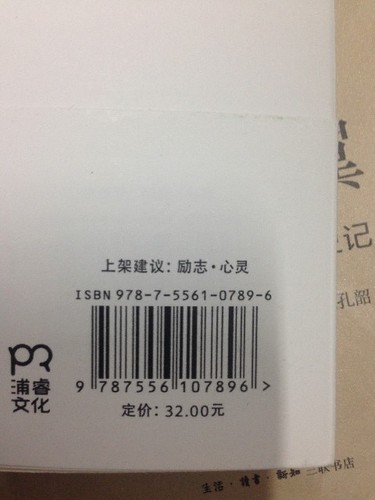 上架建议：励志·心灵
ISBN 978-7-5561-0789-6
9 787556 107896 >
定价：32.00元
浦睿
文化
记
孔韶
生活·读书·新知三联书店